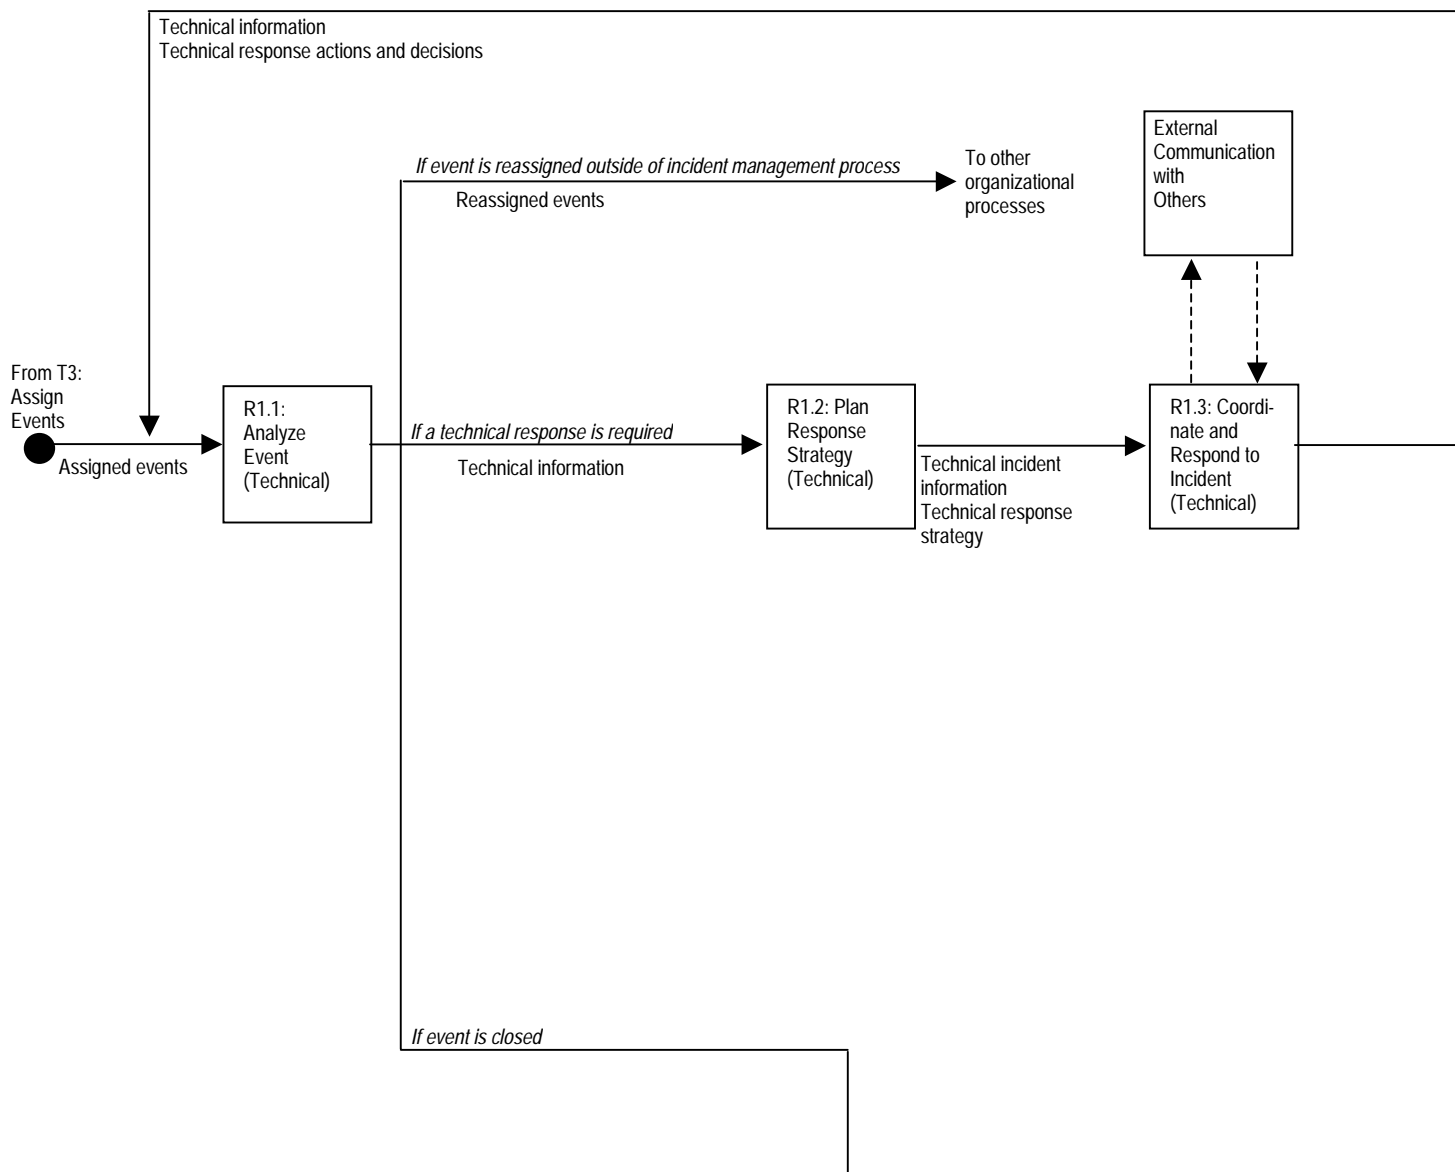 Technical information
Technical response actions and decisions
If event is reassigned outside of incident management process
Reassigned events
To other
organizational
processes
External
Communication
with
Others
From T3:
Assign
Events
Assigned events
R1.1:
Analyze
Event
(Technical)
If a technical response is required
Technical information
R1.2: Plan
Response
Strategy
(Technical)
Technical incident
information
Technical response
strategy
R1.3: Coordi-
nate and
Respond to
Incident
(Technical)
If event is closed